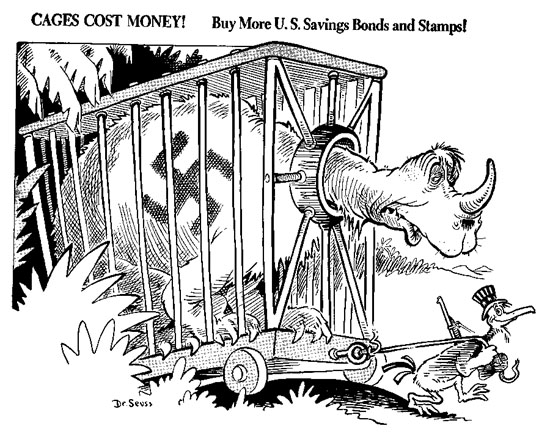 CAGES COST MONEY! Buy More U. S. Savings Bonds and Stamps!
Dr. Seuss